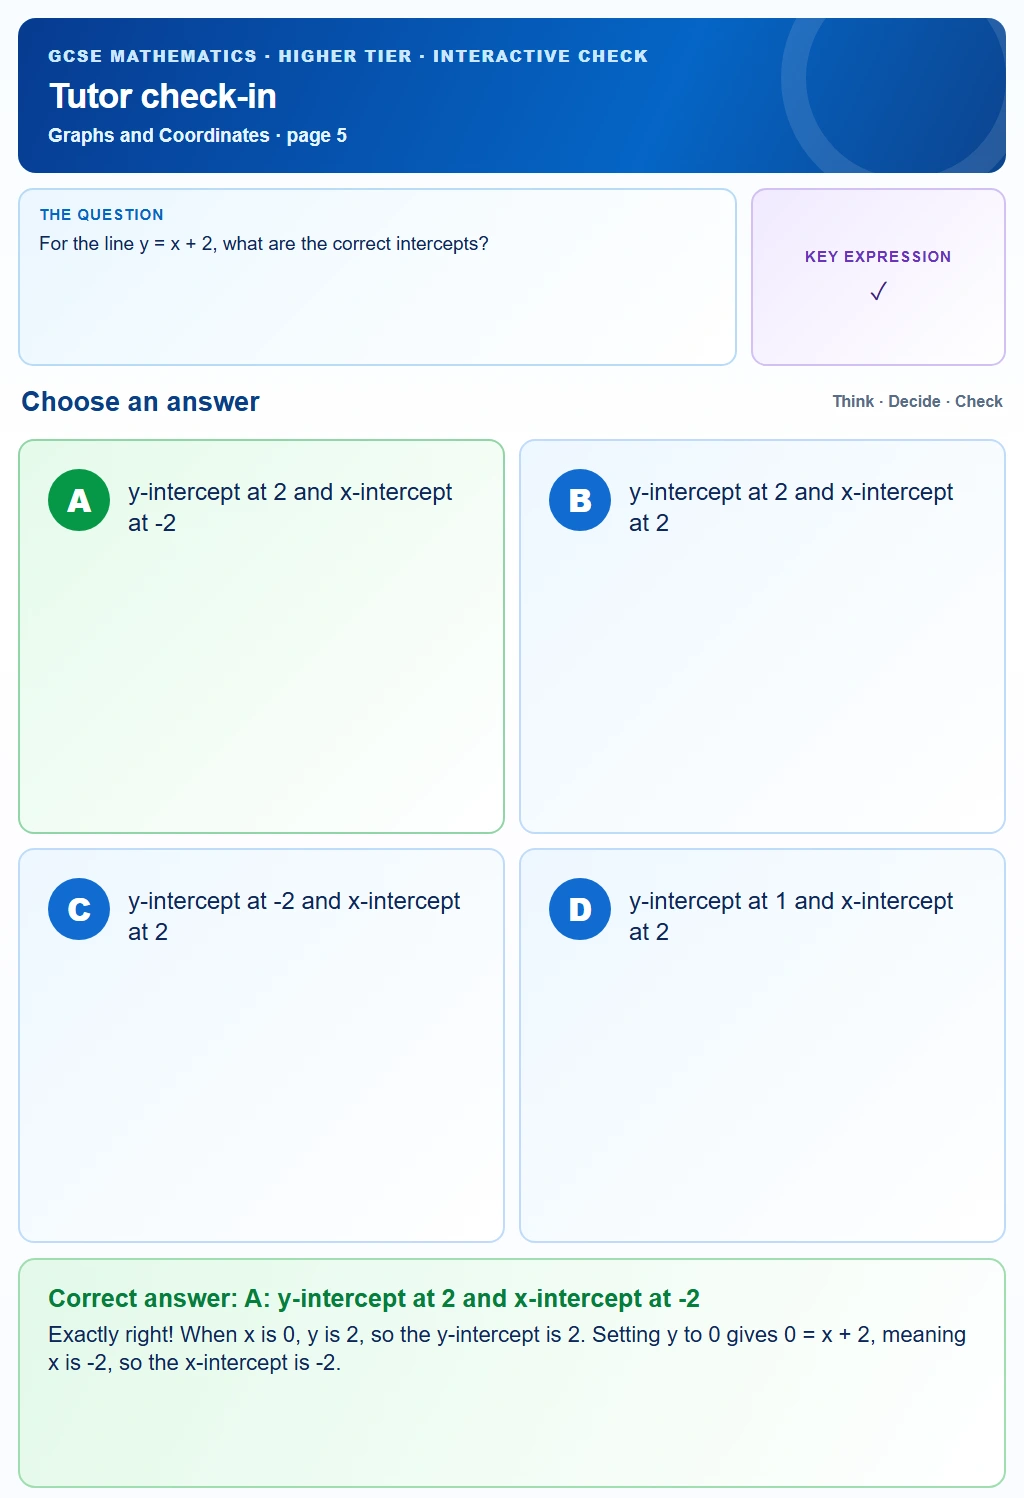 GCSE MATHEMATICS · HIGHER TIER · INTERACTIVE CHECK
Tutor check-in
Graphs and Coordinates · page 5
THE QUESTION
For the line y = x + 2, what are the correct intercepts?
KEY EXPRESSION
✓
Choose an answer
Think · Decide · Check
A
y-intercept at 2 and x-intercept
at -2
B
y-intercept at 2 and x-intercept
at 2
C
y-intercept at -2 and x-intercept
at 2
D
y-intercept at 1 and x-intercept
at 2
Correct answer: A: y-intercept at 2 and x-intercept at -2
Exactly right! When x is 0, y is 2, so the y-intercept is 2. Setting y to 0 gives 0 = x + 2, meaning
x is -2, so the x-intercept is -2.